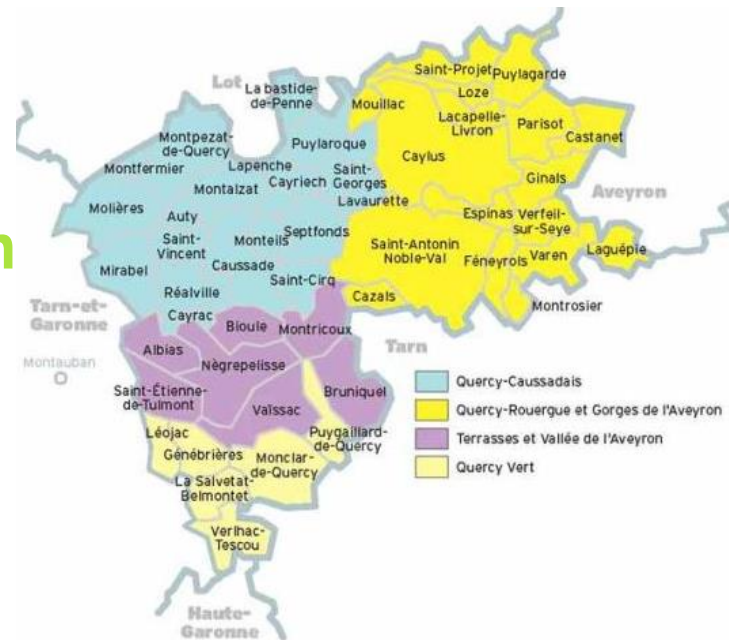 Saint-Projet
Puylagarde
Lot
La bastide-
de-Penne
Loze
Mouillac
Lacapelle-
Livron
Parisot
Castanet
Montpezat-
de-Quercy
Puylaroque
Caylus
Montfermier
Lapenche
Saint-
Georges
Ginals
Montalzat
Cayriech
Aveyron
Molières
Lavaurette
Auty
Espinas
Verfeil-
sur-Seye
Saint-
Vincent
Monteils
Septfonds
Saint-Antonin
Noble-Val
Laguépie
Mirabel
Caussade
Féneyrols
Varen
Saint-Cirq
Réalville
Cazals
Montrosier
Tarn-et-
Garonne
Cayrac
Bioule
Montricoux
Albias
Tarn
Montauban
Nègrepelisse
Saint-Étienne-
de-Tulmont
Bruniquel
Vaïssac
Léojac
Puygaillard-
de-Quercy
Génébrières
Monclar-
de-Quercy
La Salvetat-
Belmontet
Verlhac-
Tescou
Haute-
Garonne
Quercy-Caussadais
Quercy-Rouergue et Gorges de l'Aveyron
Terrasses et Vallée de l'Aveyron
Quercy Vert